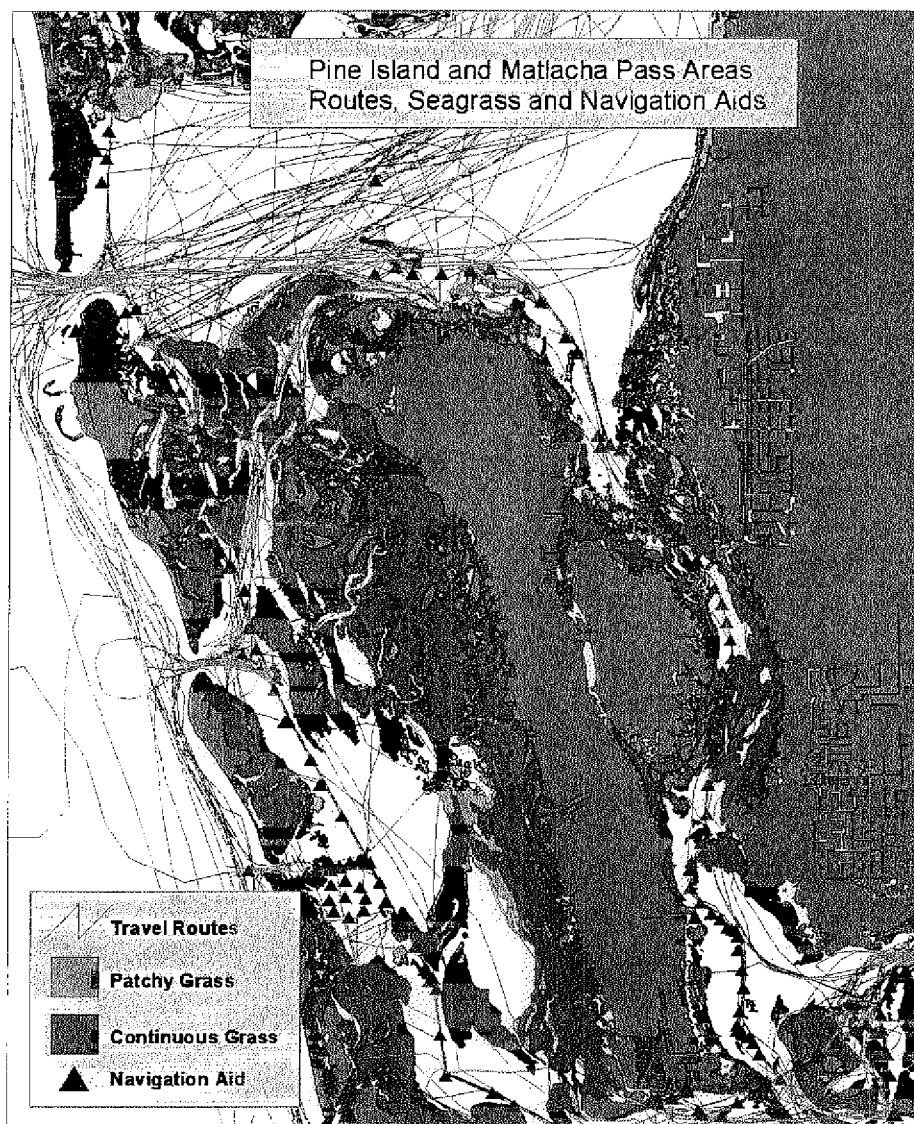 Pine Island and Matlacha Pass Areas
Routes, Seagrass and Navigation Aids
Travel Routes
Patchy Grass
Continuous Grass
Navigation Aid